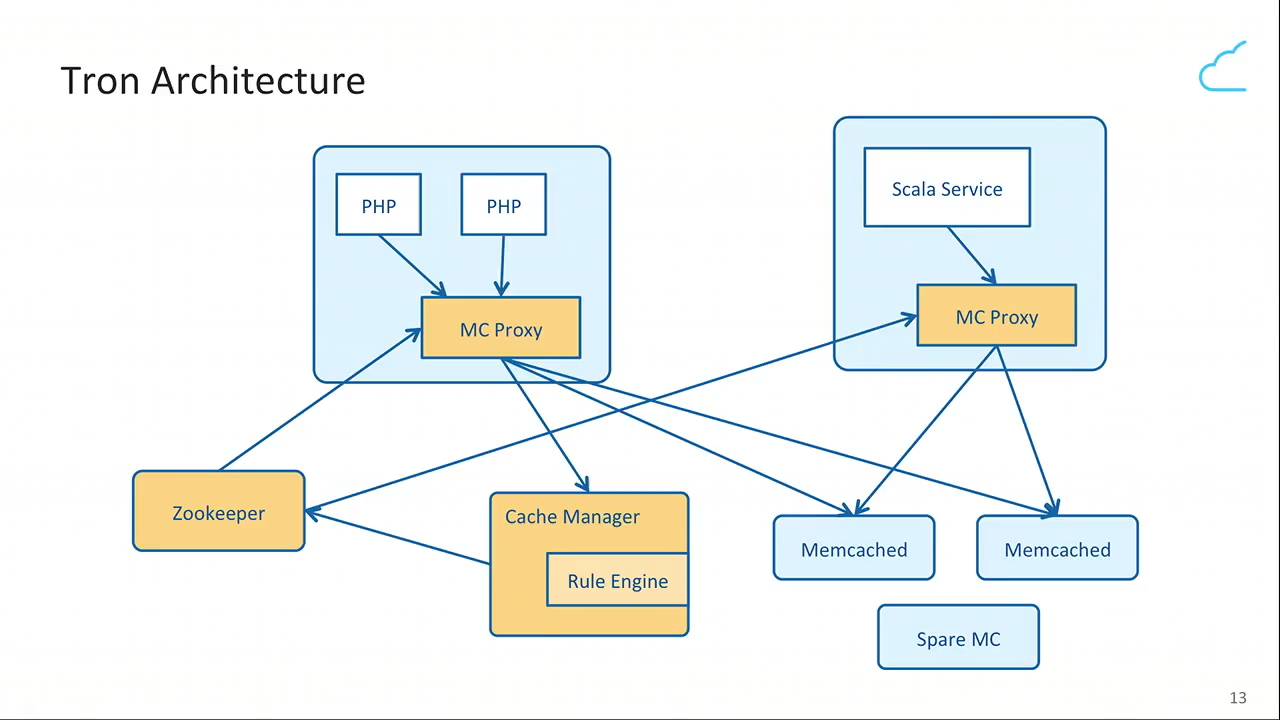 Tron Architecture
PHP
PHP
Scala Service
MC Proxy
MC Proxy
Zookeeper
Cache Manager
Rule Engine
Memcached
Memcached
Spare MC
13